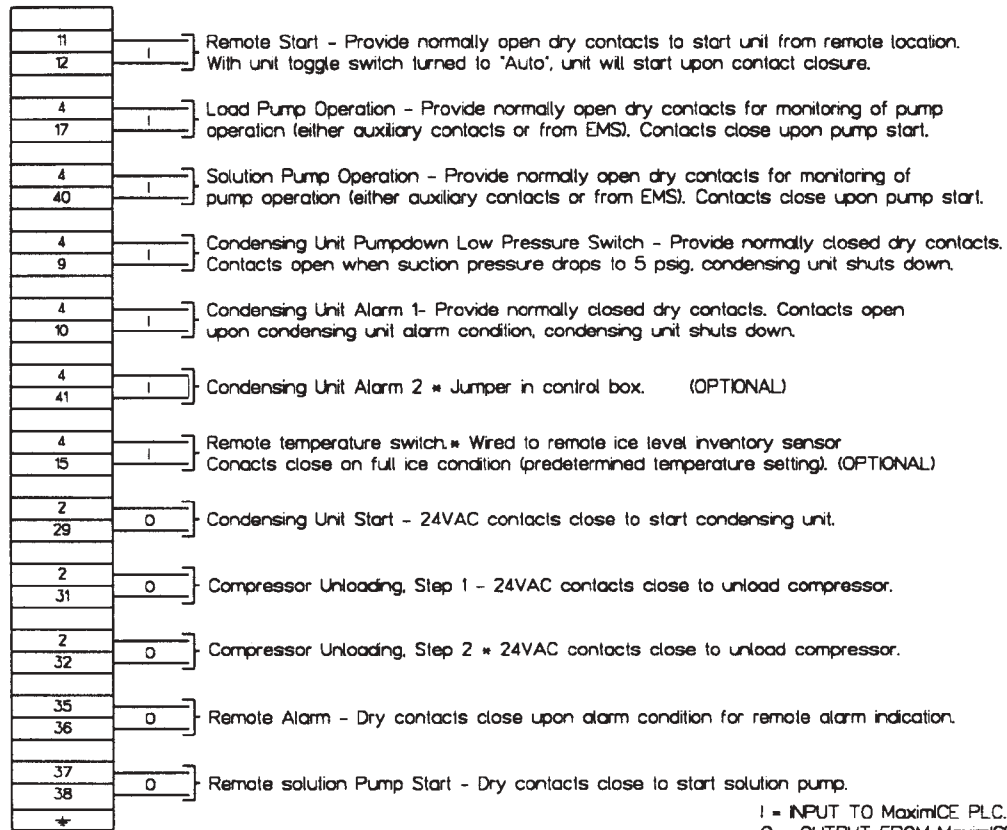 11
12
I
Remote Start - Provide normally open dry contacts to start unit from remote location.
With unit toggle switch turned to "Auto", unit will start upon contact closure.
4
17
I
Load Pump Operation - Provide normally open dry contacts for monitoring of pump
operation (either auxiliary contacts or from EMS). Contacts close upon pump start.
4
40
I
Solution Pump Operation - Provide normally open dry contacts for monitoring of
pump operation (either auxiliary contacts or from EMS). Contacts close upon pump start.
4
9
I
Condensing Unit Pumpdown Low Pressure Switch - Provide normally closed dry contacts.
Contacts open when suction pressure drops to 5 psig, condensing unit shuts down.
4
10
I
Condensing Unit Alarm 1- Provide normally closed dry contacts. Contacts open
upon condensing unit alarm condition, condensing unit shuts down.
4
41
I
Condensing Unit Alarm 2 * Jumper in control box. (OPTIONAL)
4
15
I
Remote temperature switch.* Wired to remote ice level inventory sensor
Conacts close on full ice condition (predetermined temperature setting). (OPTIONAL)
2
29
O
Condensing Unit Start - 24VAC contacts close to start condensing unit.
2
31
O
Compressor Unloading, Step 1 - 24VAC contacts close to unload compressor.
2
32
O
Compressor Unloading, Step 2 * 24VAC contacts close to unload compressor.
35
36
O
Remote Alarm - Dry contacts close upon alarm condition for remote alarm indication.
37
38
O
Remote solution Pump Start - Dry contacts close to start solution pump.
I = INPUT TO MaximICE PLC.